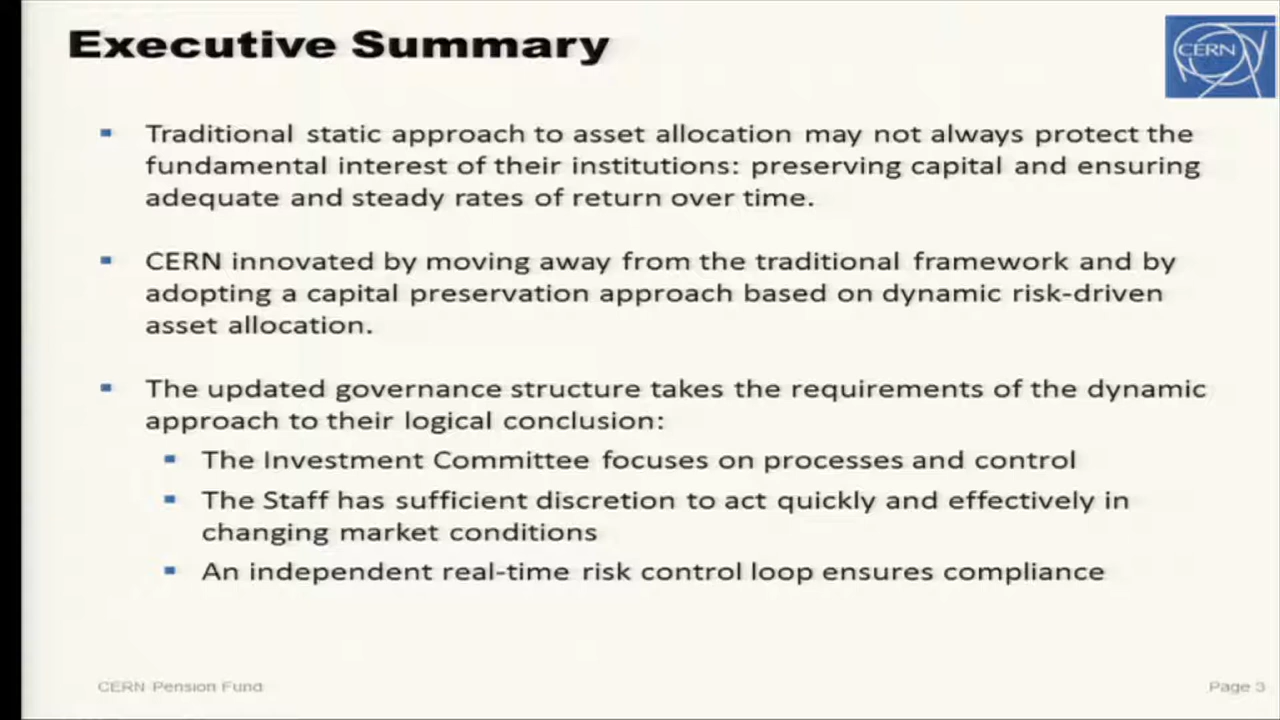 Executive Summary
CERN
Traditional static approach to asset allocation may not always protect the
fundamental interest of their institutions: preserving capital and ensuring
adequate and steady rates of return over time.
CERN innovated by moving away from the traditional framework and by
adopting a capital preservation approach based on dynamic risk-driven
asset allocation.
The updated governance structure takes the requirements of the dynamic
approach to their logical conclusion:
The Investment Committee focuses on processes and control
The Staff has sufficient discretion to act quickly and effectively in
changing market conditions
An independent real-time risk control loop ensures compliance
CERN Pension Fund
Page 3